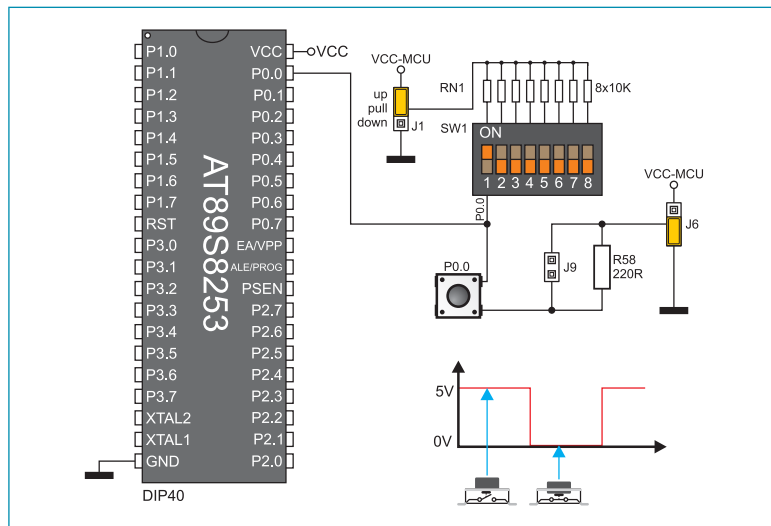 P1.0
P1.1
P1.2
P1.3
P1.4
P1.5
P1.6
P1.7
RST
P3.0
P3.1
P3.2
P3.3
P3.4
P3.5
P3.6
P3.7
XTAL2
XTAL1
GND
AT89S8253
VCC
P0.0
P0.1
P0.2
P0.3
P0.4
P0.5
P0.6
P0.7
EA/VPP
ALE/PROG
PSEN
P2.7
P2.6
P2.5
P2.4
P2.3
P2.2
P2.1
P2.0
DIP40
VCC
VCC-MCU
up
pull
down
J1
RN1
8x10K
SW1
ON
1 2 3 4 5 6 7 8
P0.0
VCC-MCU
J6
J9
R58
220R
P0.0
5V
0V